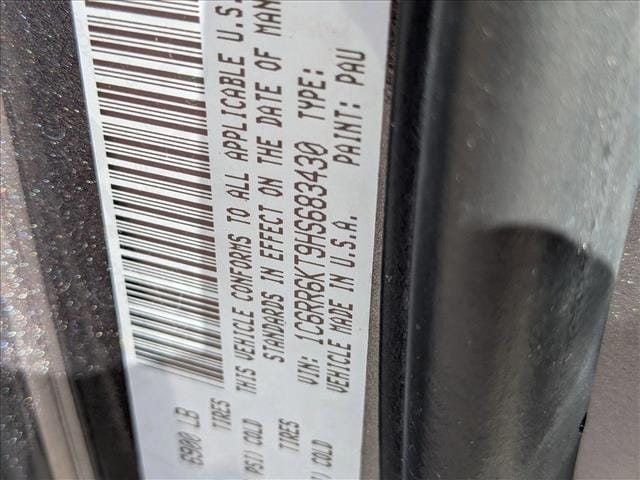 6900 LB
TIRES
PSI) COLD
THIS VEHICLE CONFORMS TO ALL APPLICABLE U.S.
STANDARDS IN EFFECT ON THE DATE OF MAN
TIRES
COLD
VIN: 1C6RR6KT9HS683430 TYPE:
VEHICLE MADE IN U.S.A. PAINT: PAU